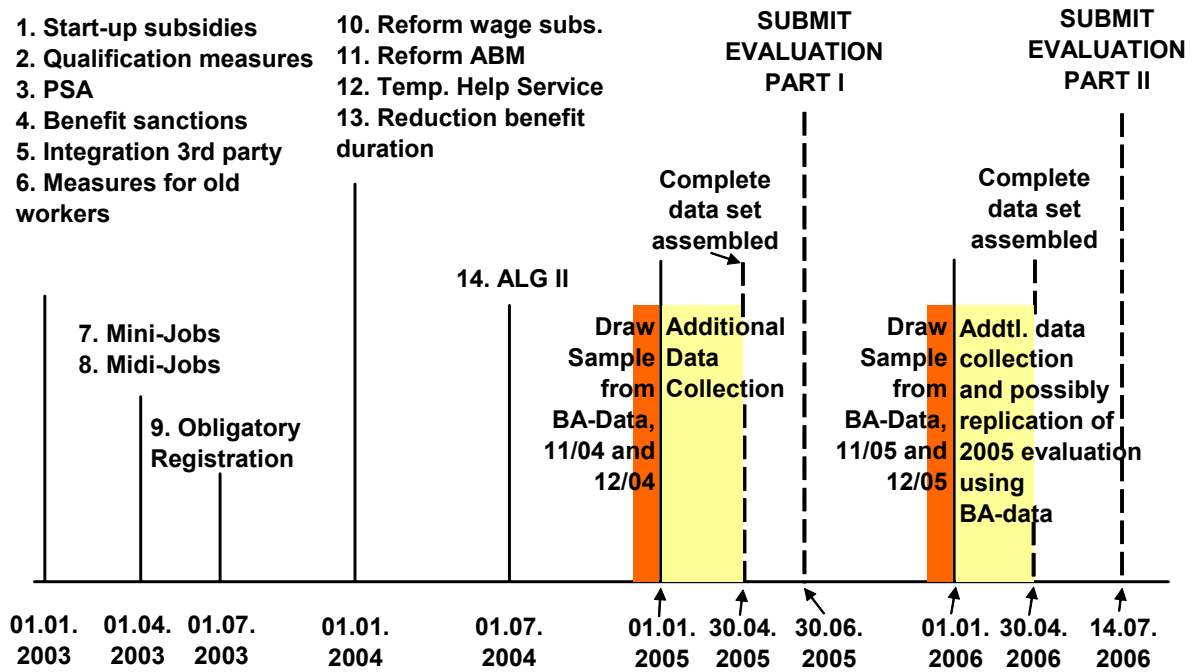 1. Start-up subsidies
2. Qualification measures
3. PSA
4. Benefit sanctions
5. Integration 3rd party
6. Measures for old
workers
10. Reform wage subs.
11. Reform ABM
12. Temp. Help Service
13. Reduction benefit
duration
SUBMIT
EVALUATION
PART I
SUBMIT
EVALUATION
PART II
Complete
data set
assembled
Complete
data set
assembled
7. Mini-Jobs
8. Midi-Jobs
9. Obligatory
Registration
14. ALG II
Draw
Sample
from
BA-Data,
11/04 and
12/04
Additional
Data
Collection
Draw
Sample
from
BA-Data,
11/05 and
12/05
Addtl. data
collection
and possibly
replication of
2005 evaluation
using
BA-data
01.01.
2003
01.04.
2003
01.07.
2003
01.01.
2004
01.07.
2004
01.01.
2005
30.04.
2005
30.06.
2005
01.01.
2006
30.04.
2006
14.07.
2006